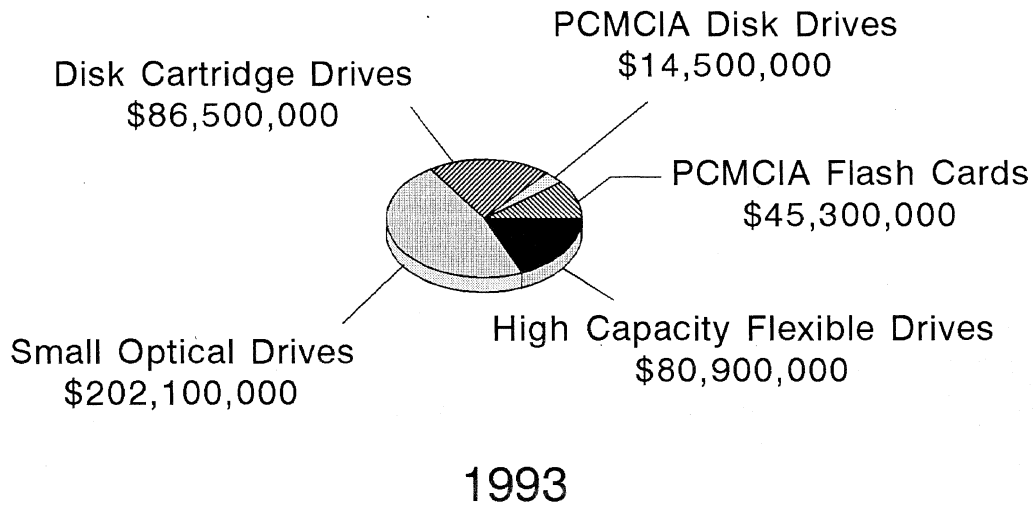 PCMCIA Disk Drives
$14,500,000
Disk Cartridge Drives
$86,500,000
PCMCIA Flash Cards
$45,300,000
High Capacity Flexible Drives
$80,900,000
Small Optical Drives
$202,100,000
1993